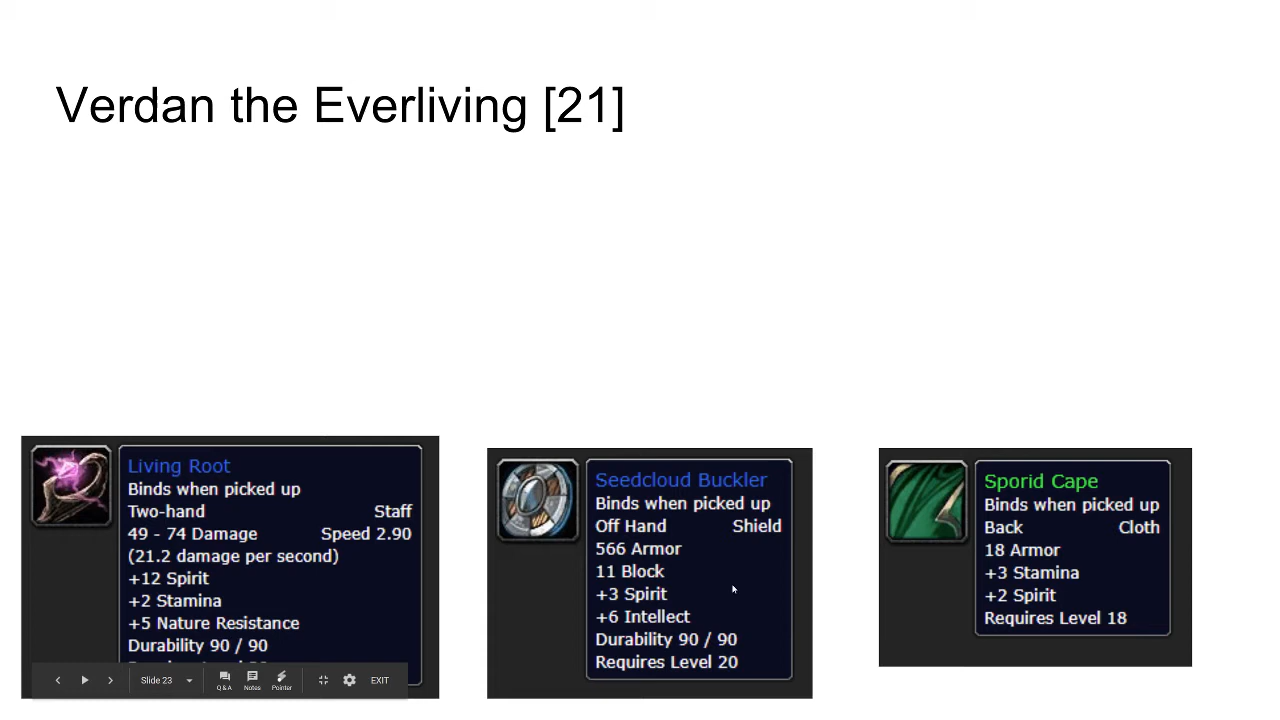 Verdan the Everliving [21]
Living Root
Binds when picked up
Two-hand Staff
49 - 74 Damage Speed 2.90
(21.2 damage per second)
+12 Spirit
+2 Stamina
+5 Nature Resistance
Durability 90 / 90
Seedcloud Buckler
Binds when picked up
Off Hand Shield
566 Armor
11 Block
+3 Spirit
+6 Intellect
Durability 90 / 90
Requires Level 20
Sporid Cape
Binds when picked up
Back Cloth
18 Armor
+3 Stamina
+2 Spirit
Requires Level 18
Slide 23
Q&A
Notes
Pointer
EXIT